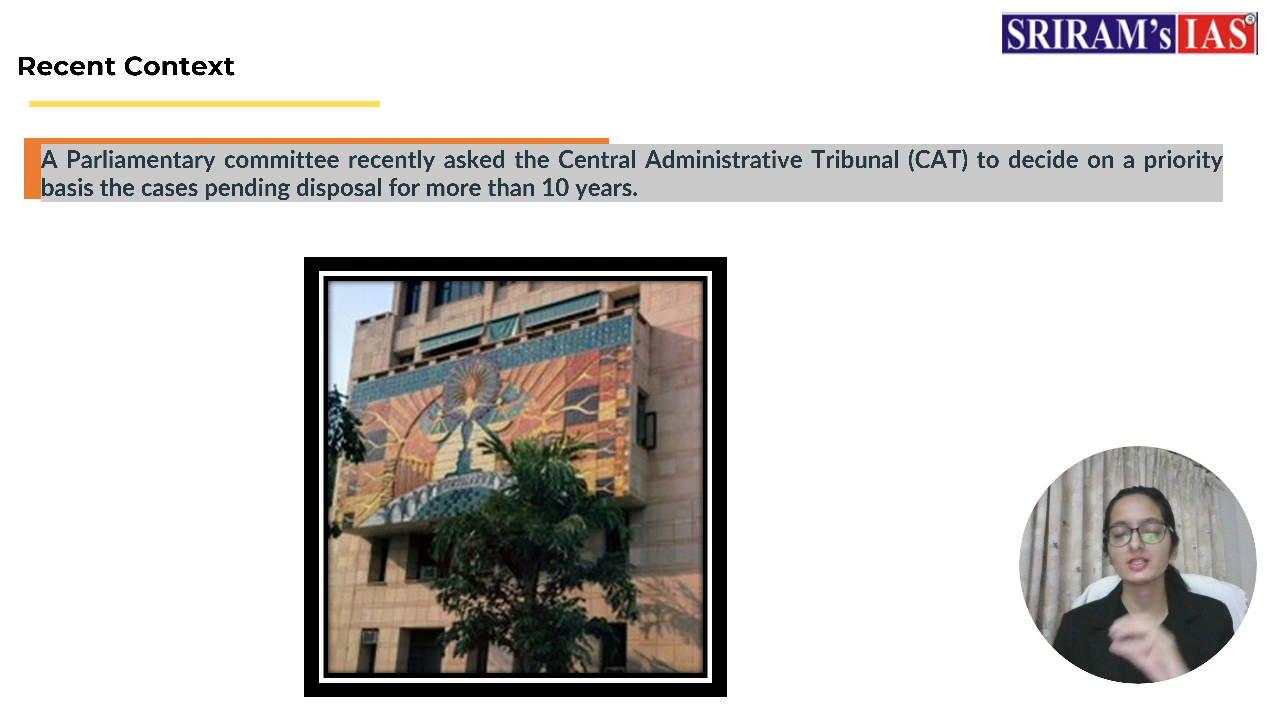 SRIRAM's IAS®
Recent Context
A Parliamentary committee recently asked the Central Administrative Tribunal (CAT) to decide on a priority
basis the cases pending disposal for more than 10 years.